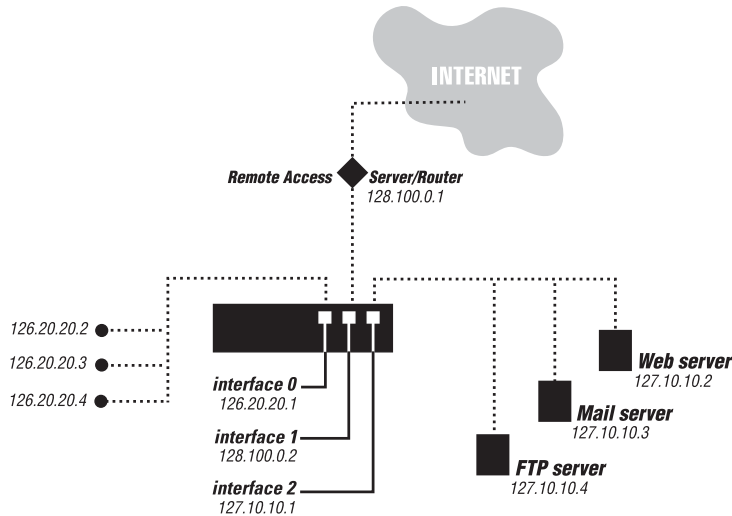 INTERNET
Remote Access Server/Router
128.100.0.1
126.20.20.2
126.20.20.3
126.20.20.4
interface 0
126.20.20.1
interface 1
128.100.0.2
interface 2
127.10.10.1
Web server
127.10.10.2
Mail server
127.10.10.3
FTP server
127.10.10.4